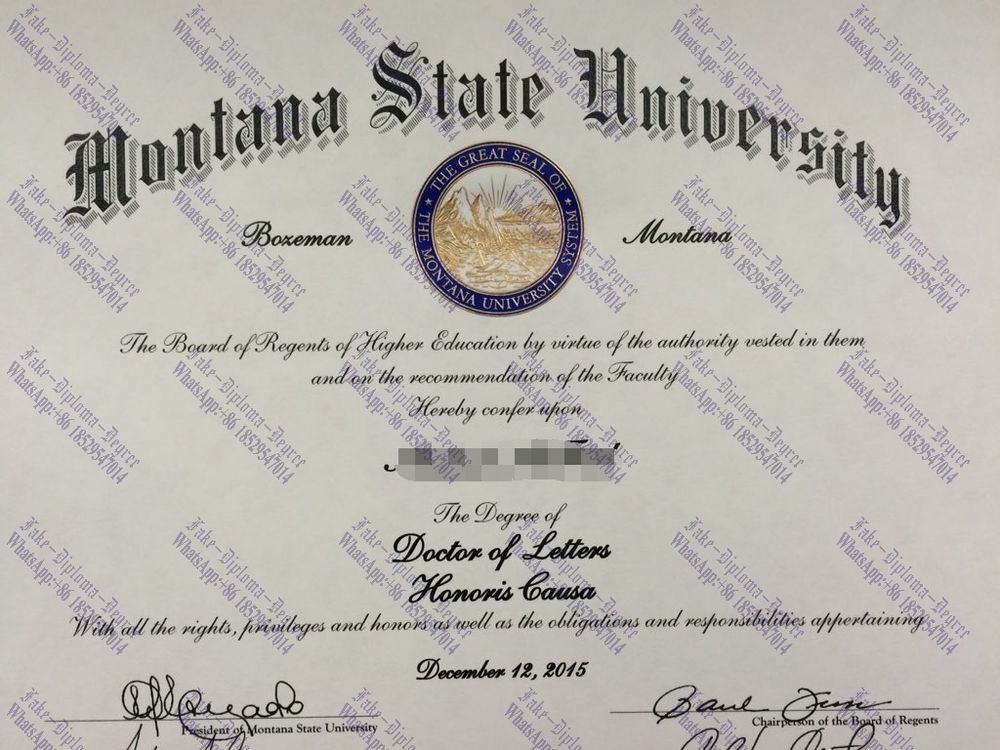 Montana State University
THE GREAT SEAL OF
THE MONTANA UNIVERSITY SYSTEM
Bozeman Montana
The Board of Regents of Higher Education by virtue of the authority vested in them
and on the recommendation of the Faculty
Hereby confer upon
The Degree of
Doctor of Letters
Honoris Causa
With all the rights, privileges and honors as well as the obligations and responsibilities appertaining
December 12, 2015
President of Montana State University
Chairperson of the Board of Regents
Fake-Diploma-Degree
WhatsApp:+86 18529547014